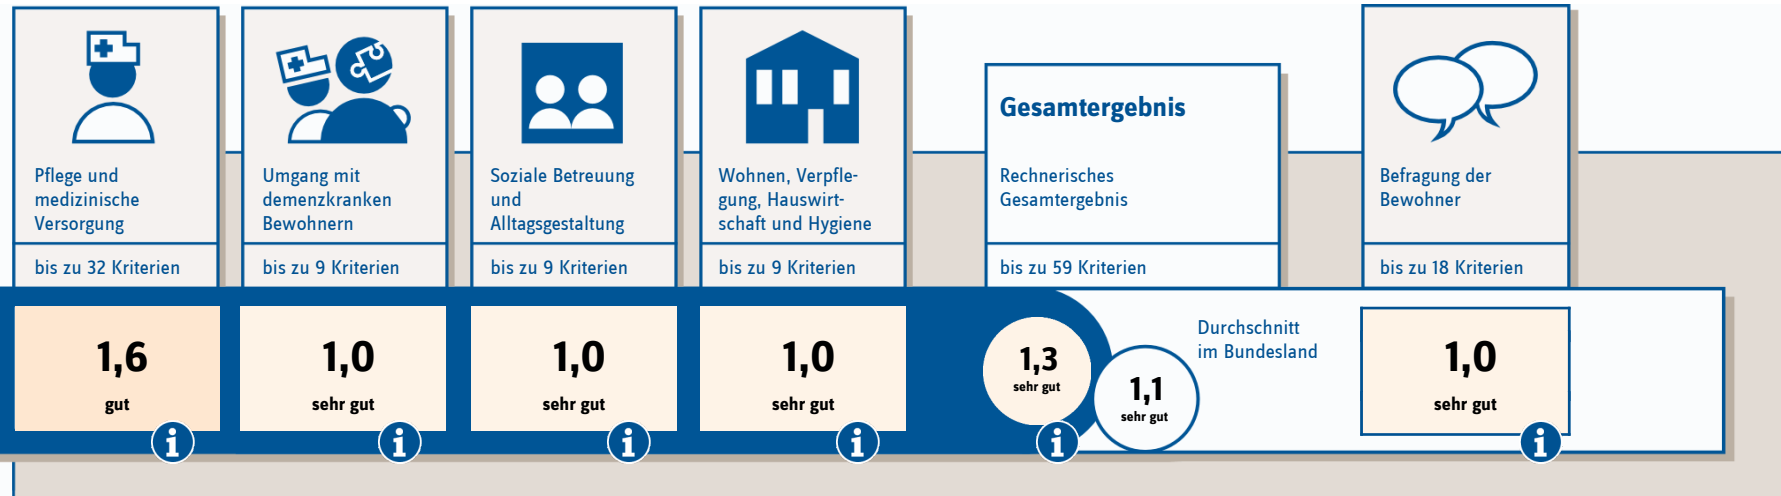 Pflege und
medizinische
Versorgung
bis zu 32 Kriterien
1,6
gut
i
Umgang mit
demenzkranken
Bewohnern
bis zu 9 Kriterien
1,0
sehr gut
i
Soziale Betreuung
und
Alltagsgestaltung
bis zu 9 Kriterien
1,0
sehr gut
i
Wohnen, Verpfle-
gung, Hauswirt-
schaft und Hygiene
bis zu 9 Kriterien
1,0
sehr gut
i
Gesamtergebnis
Rechnerisches
Gesamtergebnis
bis zu 59 Kriterien
1,3
sehr gut
i
1,1
sehr gut
Durchschnitt
im Bundesland
Befragung der
Bewohner
bis zu 18 Kriterien
1,0
sehr gut
i